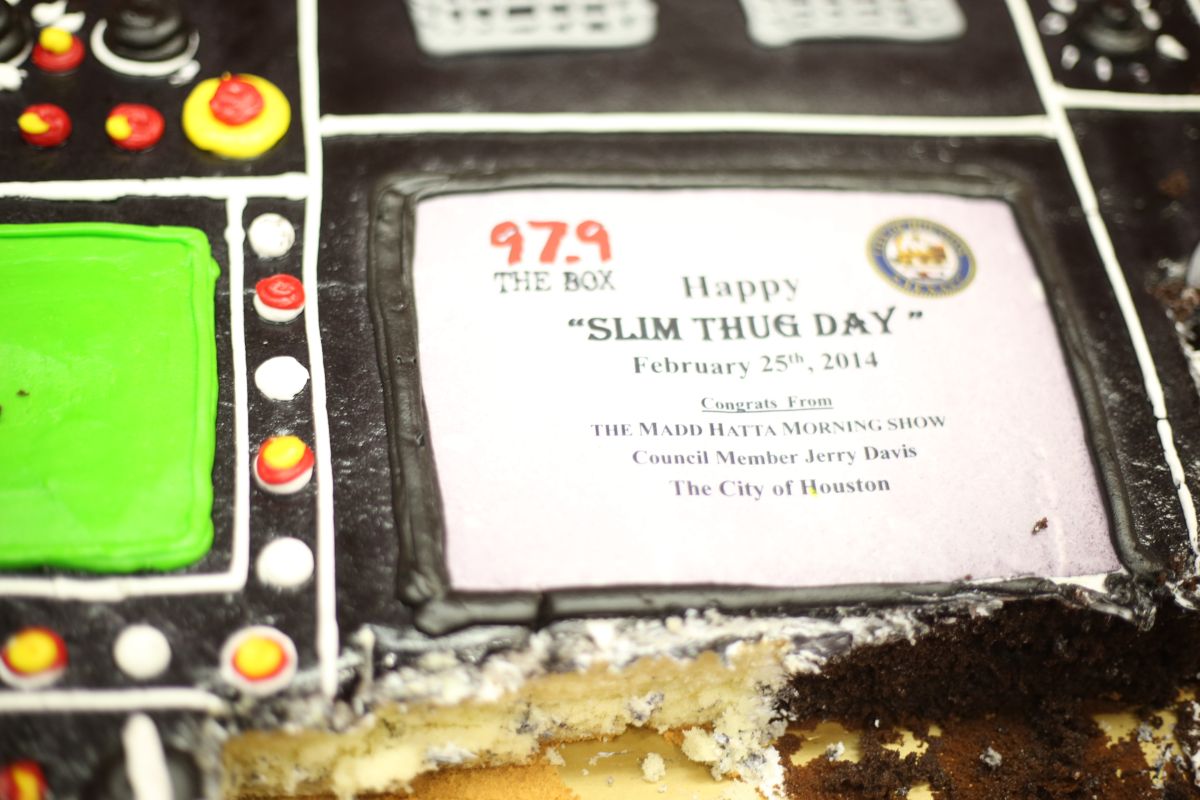 97.9
THE BOX
Happy
“SLIM THUG DAY”
February 25th, 2014
Congrats From
THE MADD HATTA MORNING SHOW
Council Member Jerry Davis
The City of Houston